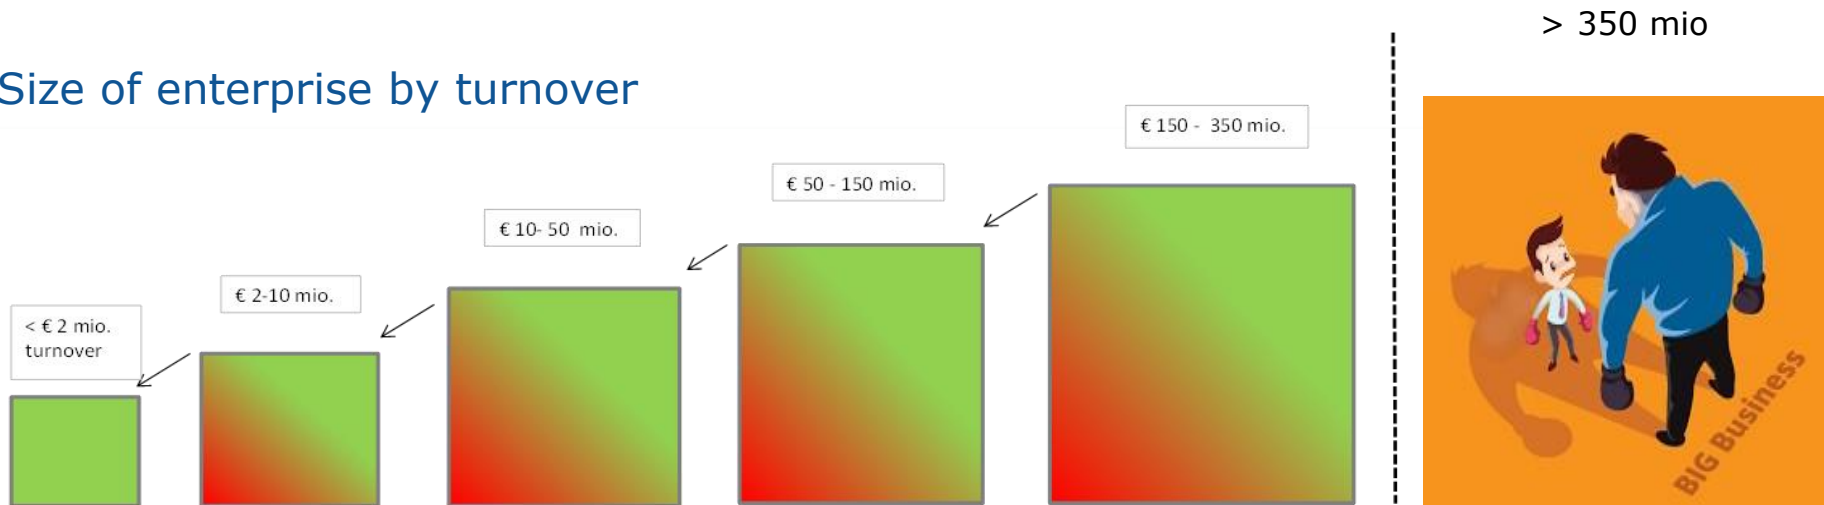 > 350 mio
Size of enterprise by turnover
€ 150 - 350 mio.
€ 50 - 150 mio.
€ 10- 50 mio.
€ 2-10 mio.
< € 2 mio.
turnover
BIG Business